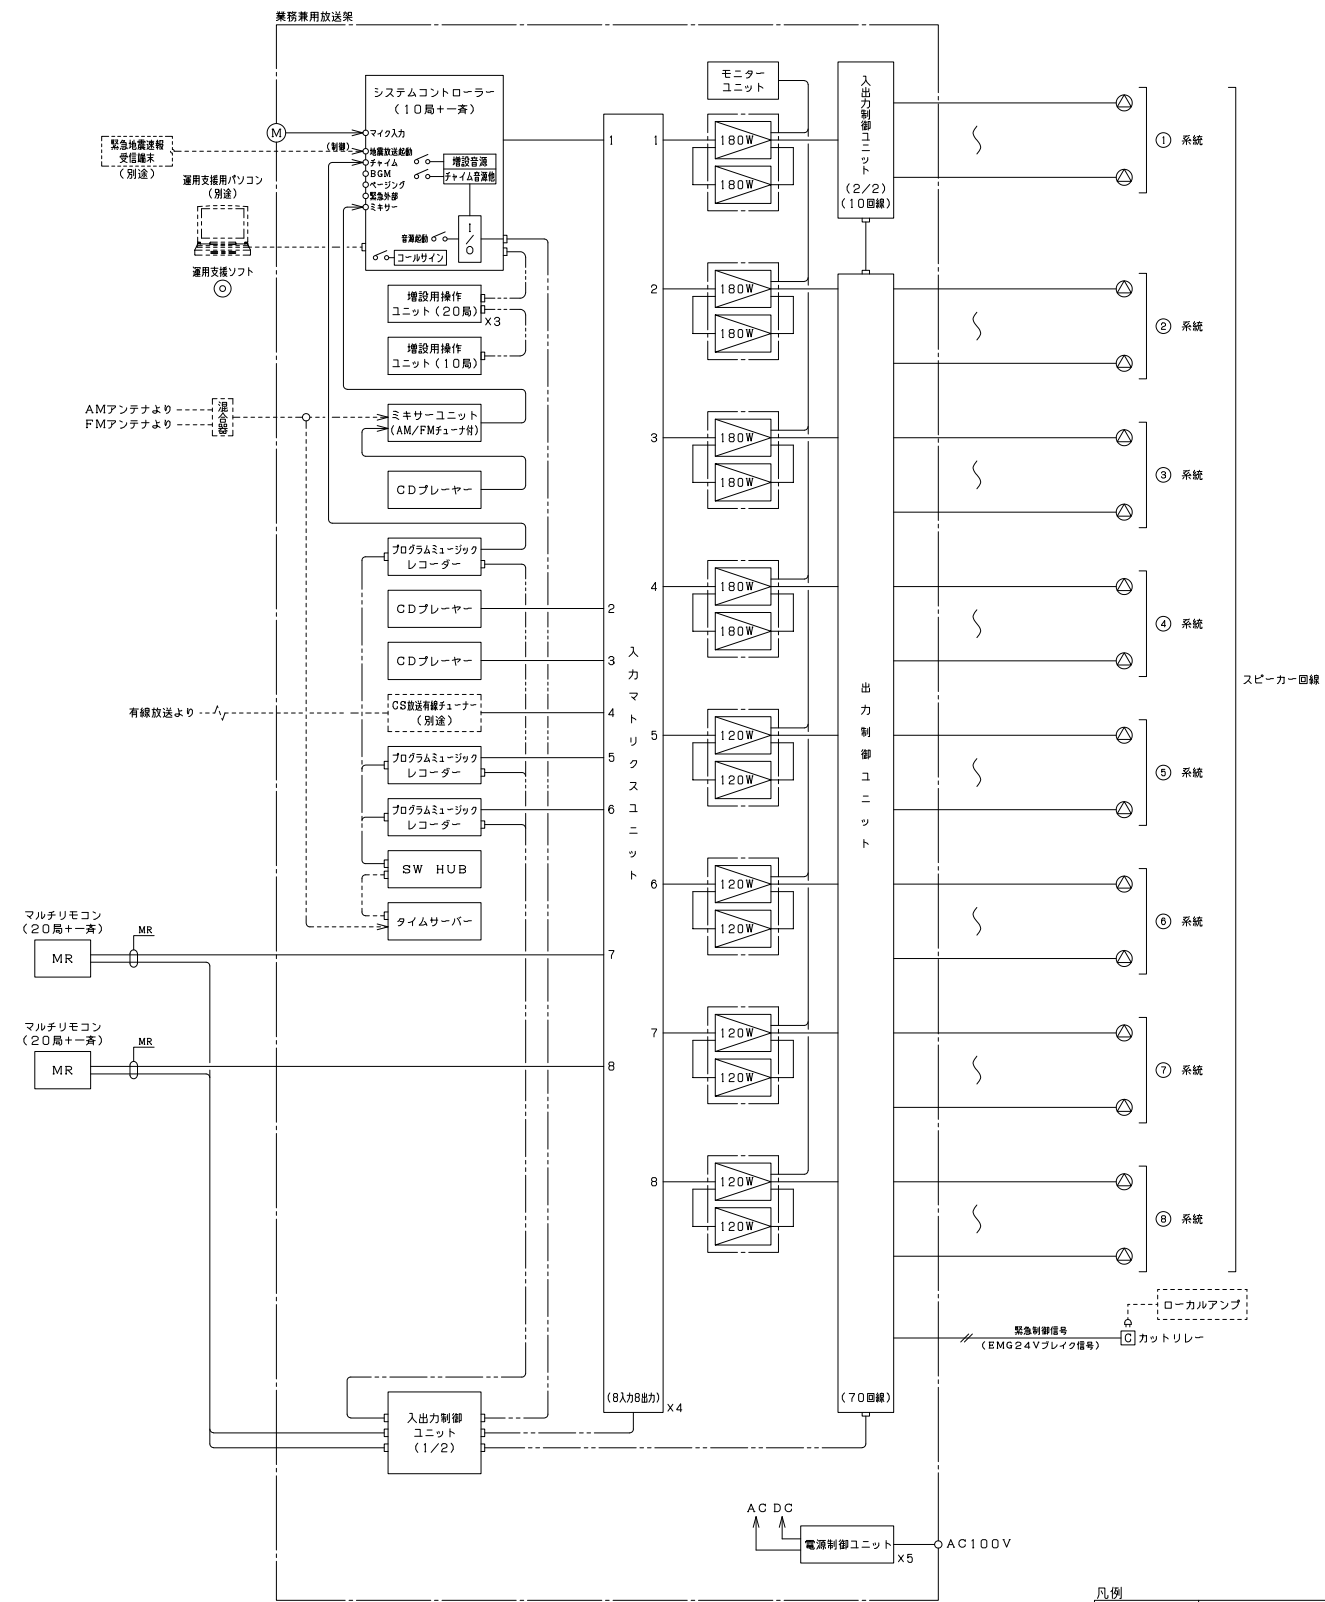 業務兼用放送架
システムコントローラー
(10局+一斉)
M
マイク入力
(制御)
地震放送起動
チャイム
BGM
ページング
緊急外部
ミキサー
増設音源
チャイム音源他
音源起動
I/O
コールサイン
緊急地震速報
受信端末
(別途)
運用支援用パソコン
(別途)
運用支援ソフト
増設用操作
ユニット(20局)
X3
増設用操作
ユニット(10局)
AMアンテナより
FMアンテナより
混合器
ミキサーユニット
(AM/FMチューナ付)
CDプレーヤー
プログラムミュージック
レコーダー
CDプレーヤー
CDプレーヤー
有線放送より
CS放送有線チューナー
(別途)
プログラムミュージック
レコーダー
プログラムミュージック
レコーダー
SW HUB
タイムサーバー
マルチリモコン
(20局+一斉)
MR
MR
マルチリモコン
(20局+一斉)
MR
MR
入出力制御
ユニット
(1/2)
1
2
3
4
5
6
7
8
入力マトリクスユニット
(8入力8出力)
X4
1
2
3
4
5
6
7
8
モニター
ユニット
180W
180W
180W
180W
180W
180W
180W
180W
120W
120W
120W
120W
120W
120W
120W
120W
入出力制御ユニット
(2/2)
(10回線)
出力制御ユニット
(70回線)
① 系統
② 系統
③ 系統
④ 系統
⑤ 系統
⑥ 系統
⑦ 系統
⑧ 系統
スピーカー回線
ローカルアンプ
緊急制御信号
(EMG24Vブレイク信号)
C カットリレー
AC DC
電源制御ユニット
X5
AC100V
凡例